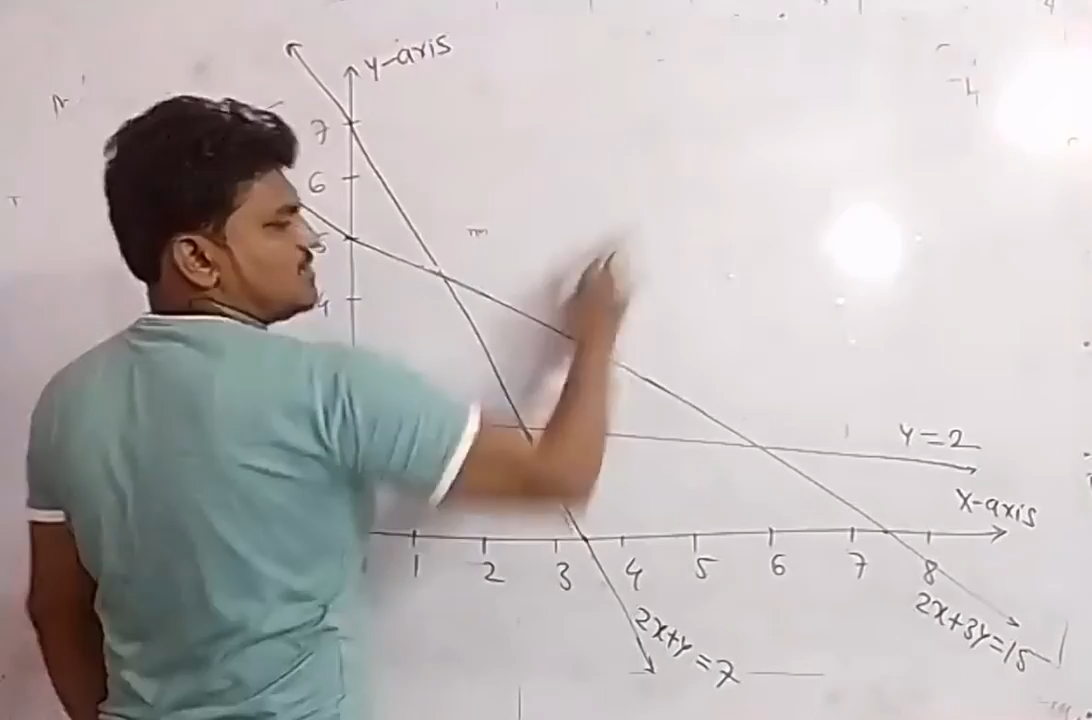 Y-axis
7
6
5
4
Y=2
X-axis
1 2 3 4 5 6 7 8
2x+y=7
2x+3y=15